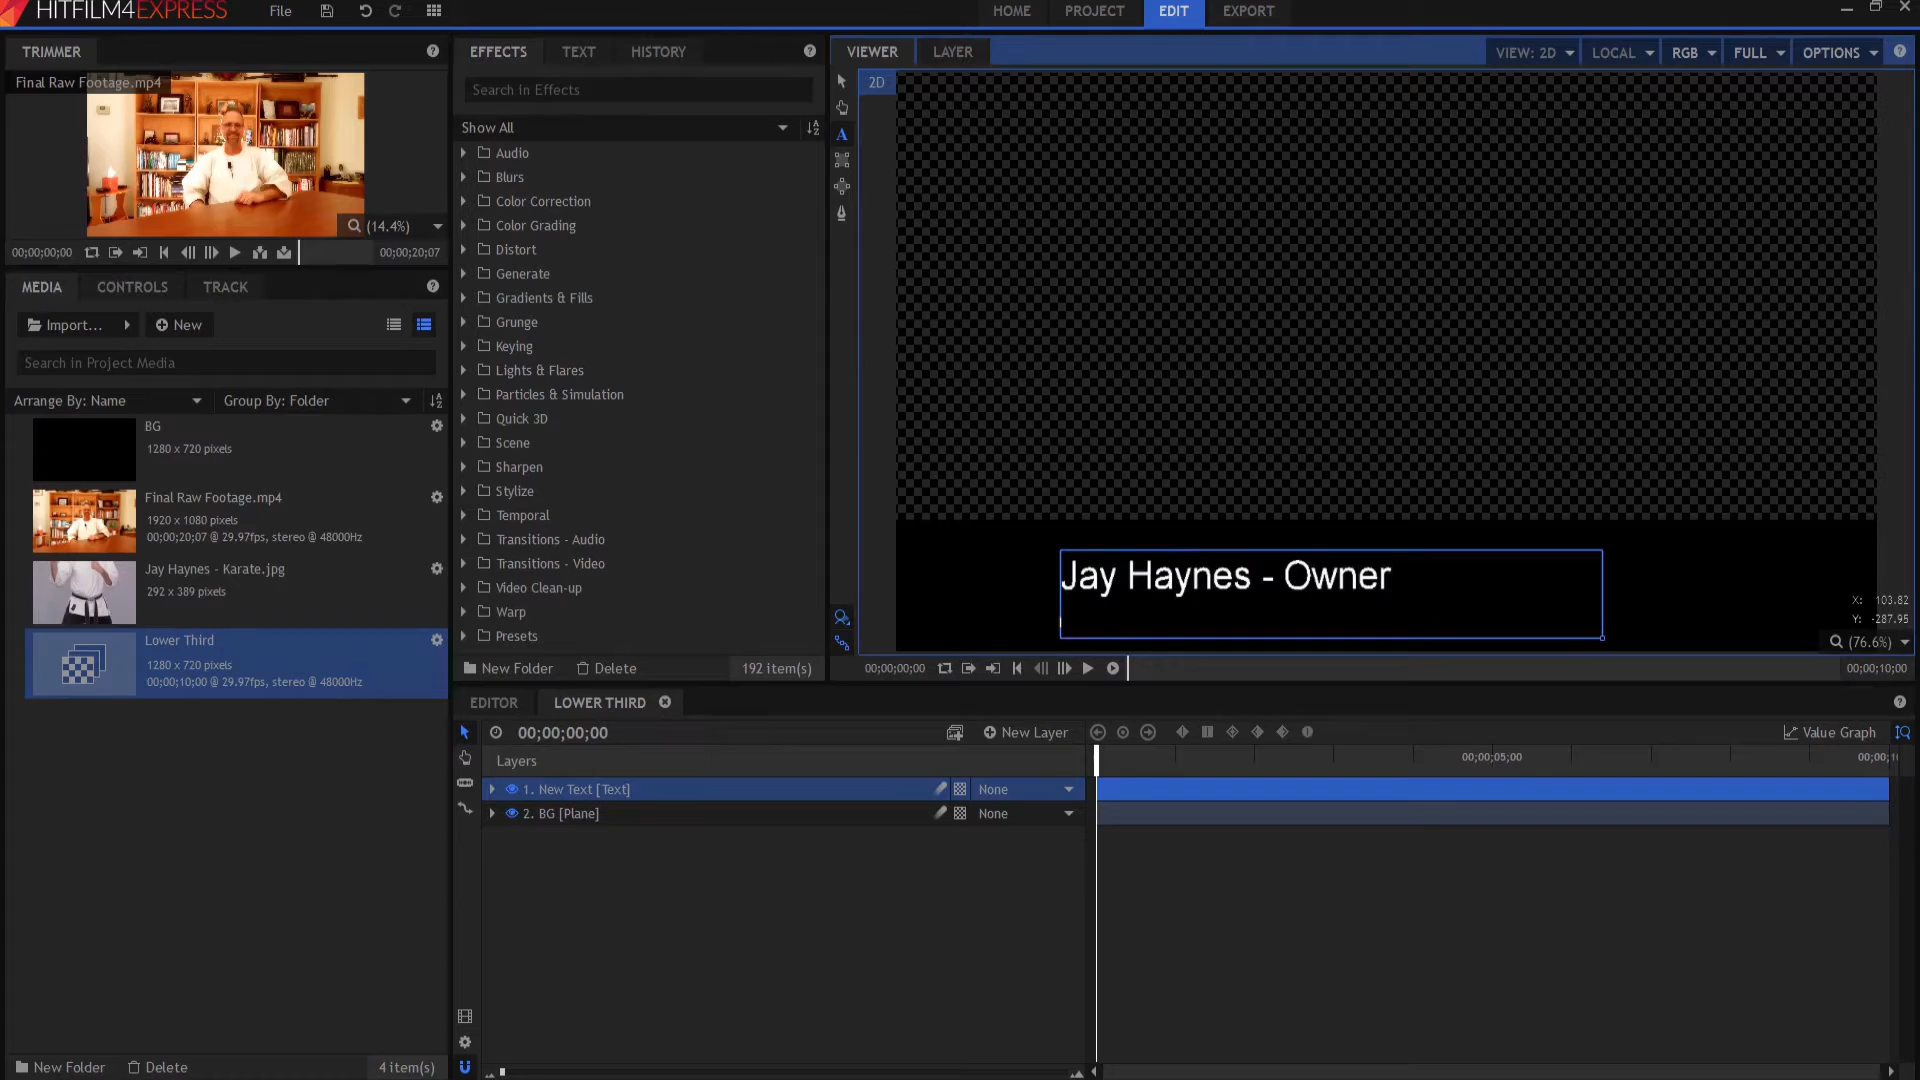 HITFILM4EXPRESS
File
HOME
PROJECT
EDIT
EXPORT
TRIMMER
Final Raw Footage.mp4
(14.4%)
00;00;00;00
00;00;20;07
MEDIA
CONTROLS
TRACK
Import...
New
Search in Project Media
Arrange By: Name
Group By: Folder
BG
1280 x 720 pixels
Final Raw Footage.mp4
1920 x 1080 pixels
00;00;20;07 @ 29.97fps, stereo @ 48000Hz
Jay Haynes - Karate.jpg
292 x 389 pixels
Lower Third
1280 x 720 pixels
00;00;10;00 @ 29.97fps, stereo @ 48000Hz
New Folder
Delete
4 item(s)
EFFECTS
TEXT
HISTORY
Search in Effects
Show All
Audio
Blurs
Color Correction
Color Grading
Distort
Generate
Gradients & Fills
Grunge
Keying
Lights & Flares
Particles & Simulation
Quick 3D
Scene
Sharpen
Stylize
Temporal
Transitions - Audio
Transitions - Video
Video Clean-up
Warp
Presets
New Folder
Delete
192 item(s)
VIEWER
LAYER
VIEW: 2D
LOCAL
RGB
FULL
OPTIONS
2D
A
Jay Haynes - Owner
X: 103.82
Y: -287.95
(76.6%)
00;00;00;00
00;00;10;00
EDITOR
LOWER THIRD
00;00;00;00
New Layer
Value Graph
Layers
00;00;05;00
00;00;1
1. New Text [Text]
None
2. BG [Plane]
None